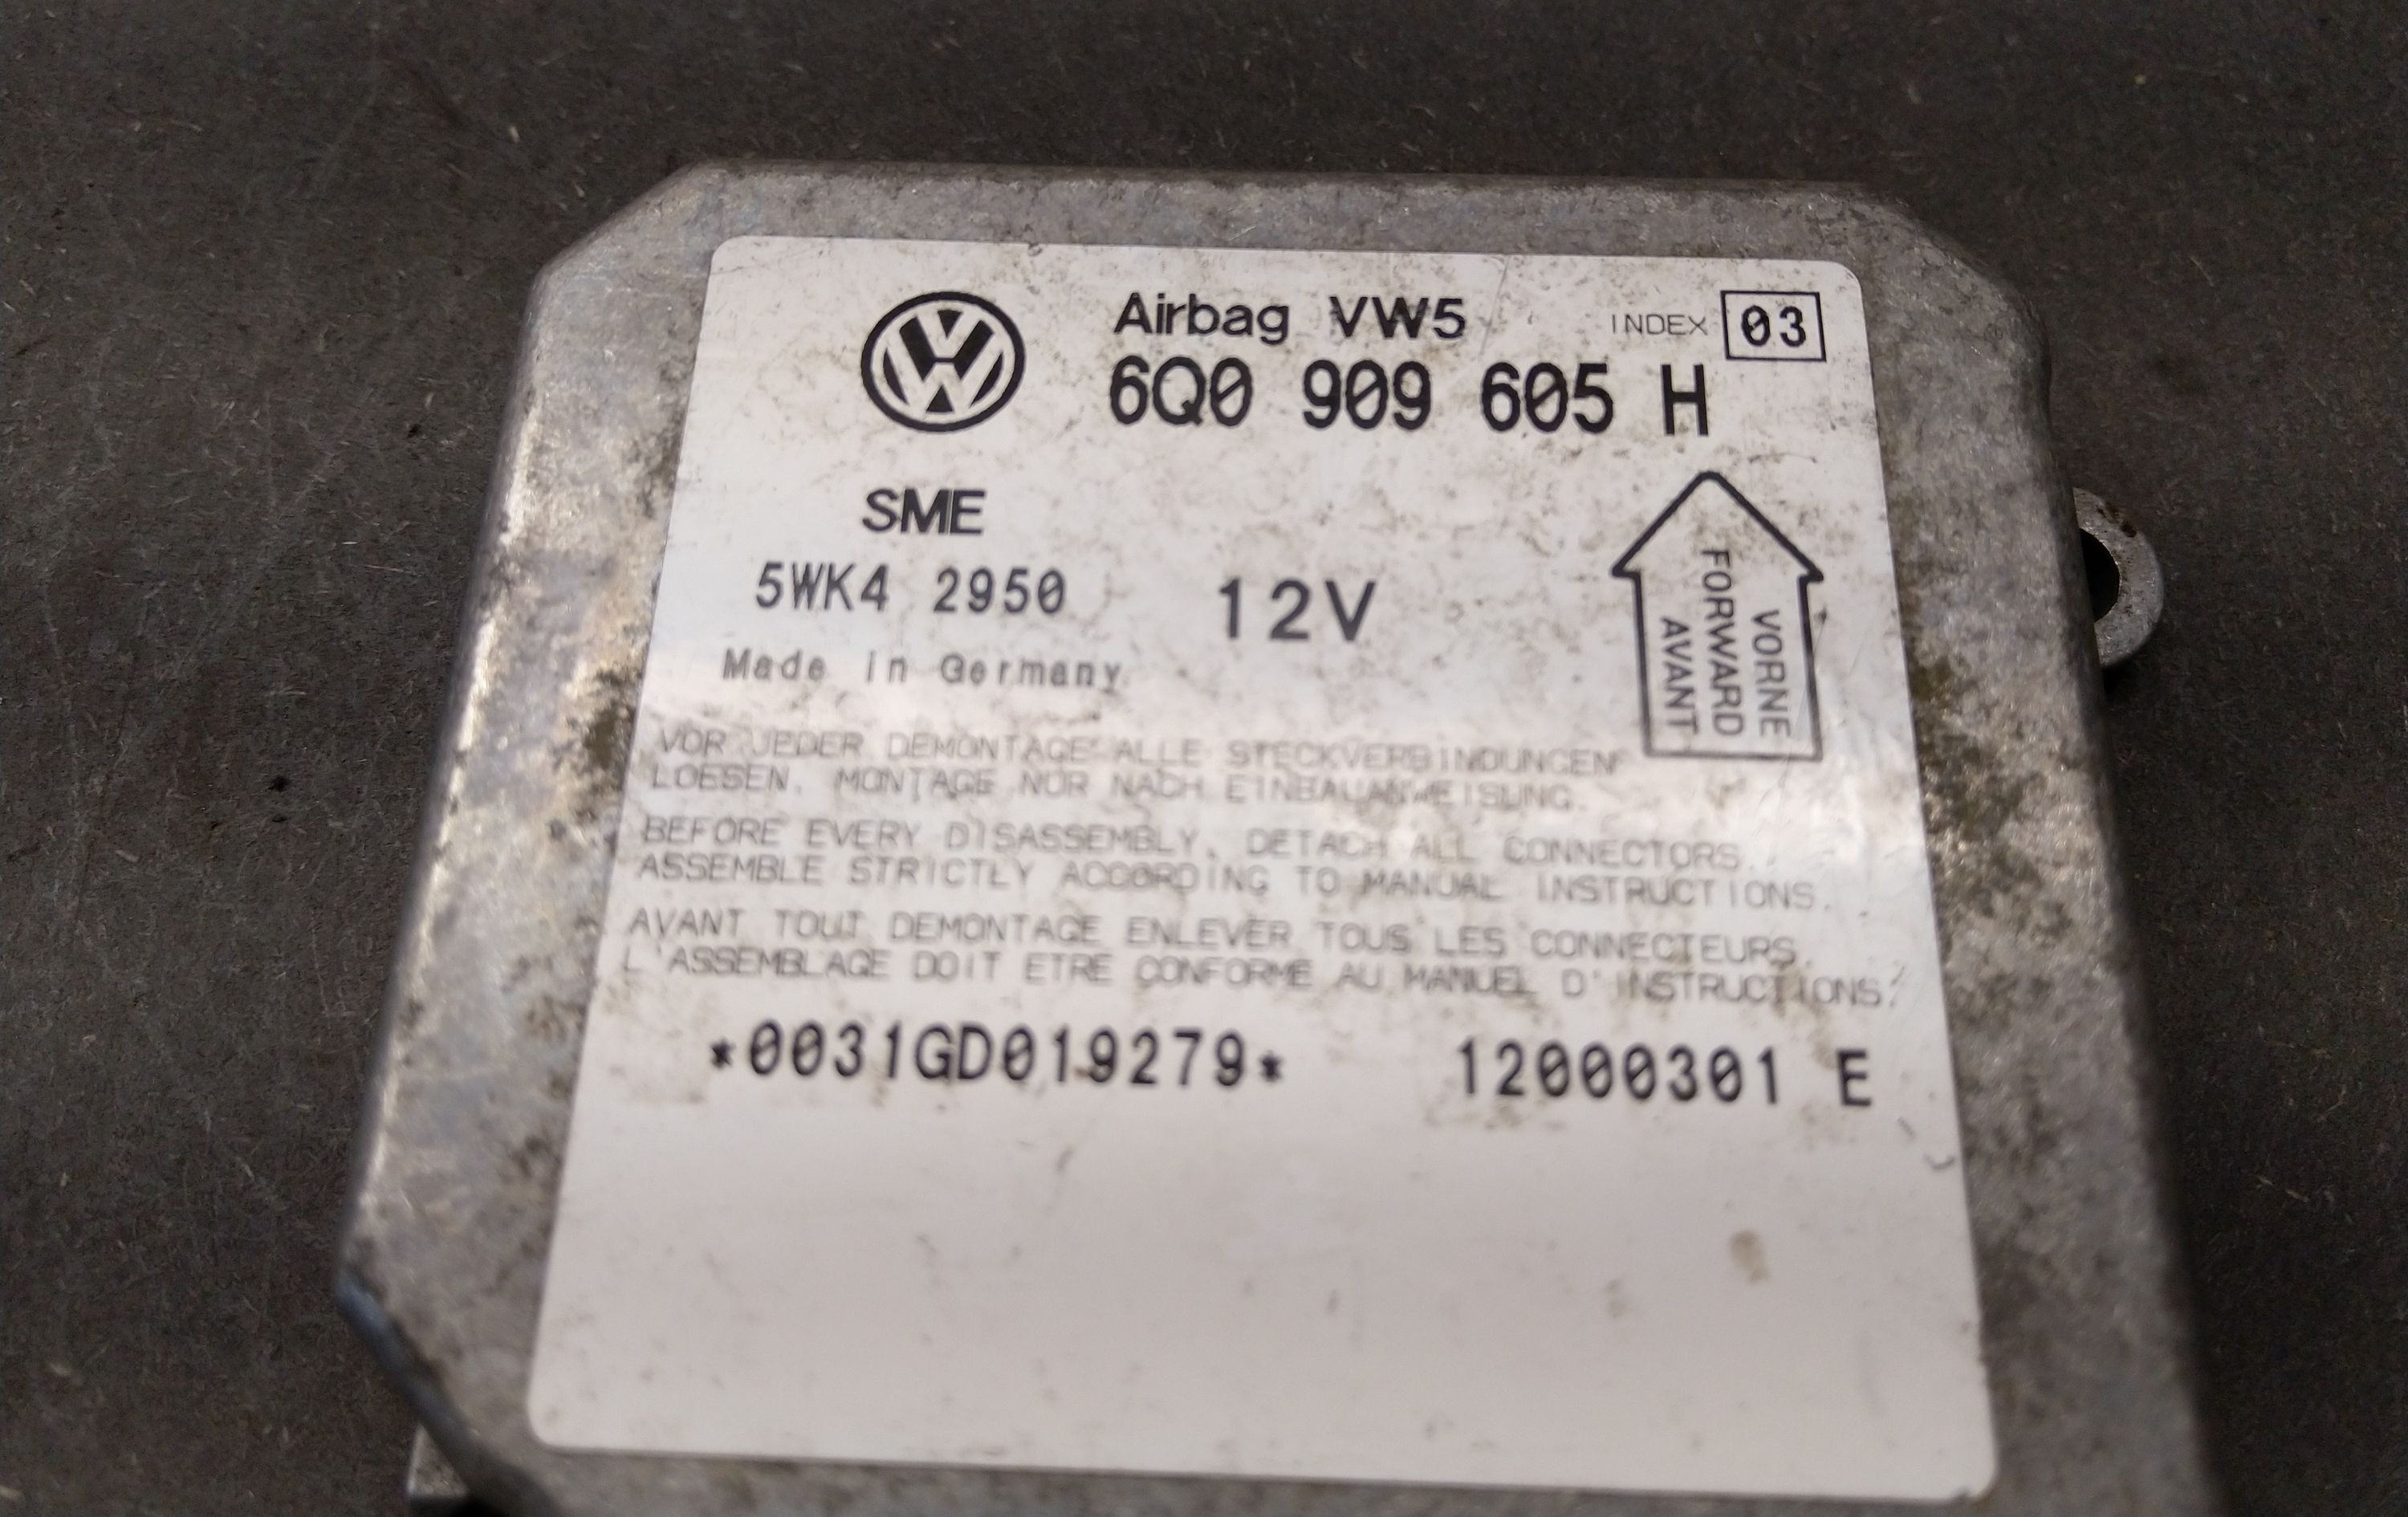 Airbag VW5 INDEX 03
6Q0 909 605 H
SME
5WK4 2950
12V
Made in Germany
VORNE
FORWARD
AVANT
VOR JEDER DEMONTAGE ALLE STECKVERBINDUNGEN
LOESEN. MONTAGE NUR NACH EINBAUANWEISUNG.
BEFORE EVERY DISASSEMBLY, DETACH ALL CONNECTORS.
ASSEMBLE STRICTLY ACCORDING TO MANUAL INSTRUCTIONS.
AVANT TOUT DEMONTAGE ENLEVER TOUS LES CONNECTEURS.
L'ASSEMBLAGE DOIT ETRE CONFORME AU MANUEL D'INSTRUCTIONS.
*0031GD019279* 12000301 E